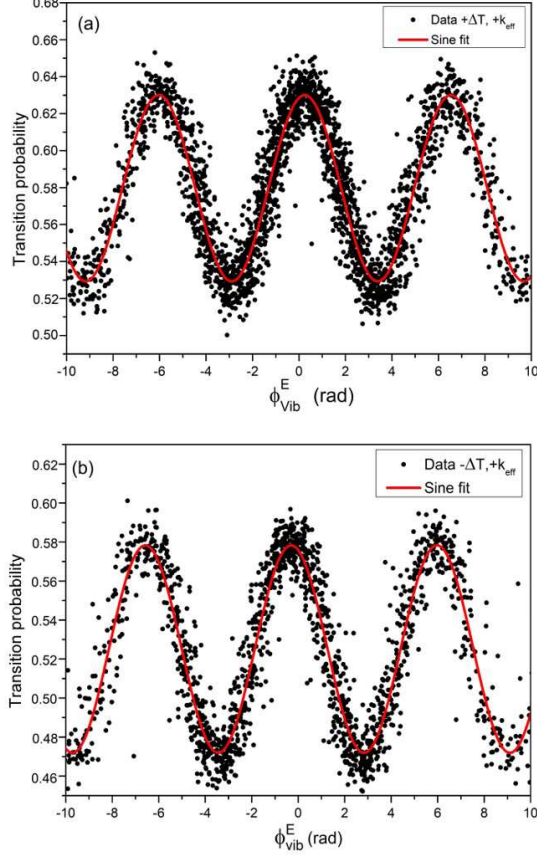 0.68
(a)
Data +ΔT, +k_eff
Sine fit
0.66
0.64
0.62
0.60
0.58
0.56
0.54
0.52
0.50
Transition probability
-10 -8 -6 -4 -2 0 2 4 6 8 10
ϕ_Vib^E (rad)
(b)
Data -ΔT,+k_eff
Sine fit
0.62
0.60
0.58
0.56
0.54
0.52
0.50
0.48
0.46
Transition probability
-10 -8 -6 -4 -2 0 2 4 6 8 10
ϕ_vib^E (rad)